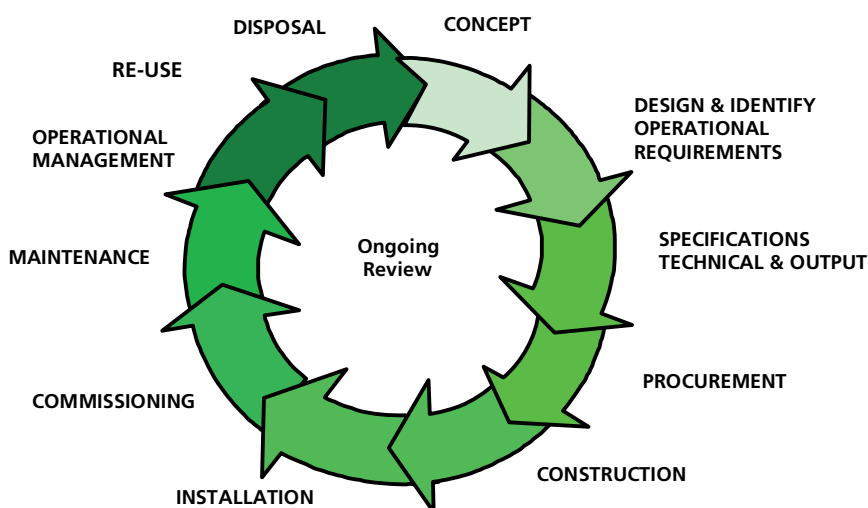 CONCEPT
DESIGN & IDENTIFY
OPERATIONAL
REQUIREMENTS
SPECIFICATIONS
TECHNICAL & OUTPUT
PROCUREMENT
CONSTRUCTION
INSTALLATION
COMMISSIONING
MAINTENANCE
OPERATIONAL
MANAGEMENT
RE-USE
DISPOSAL
Ongoing
Review